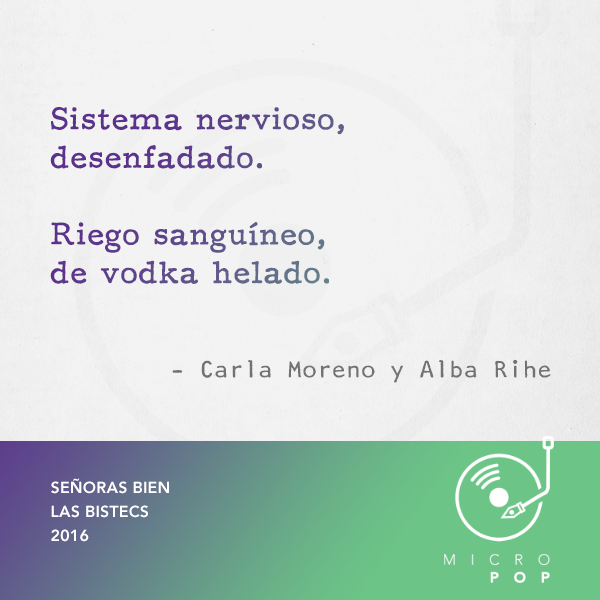 Sistema nervioso,
desenfadado.
Riego sanguíneo,
de vodka helado.
– Carla Moreno y Alba Rihe
SEÑORAS BIEN
LAS BISTECS
2016
MICRO
POP